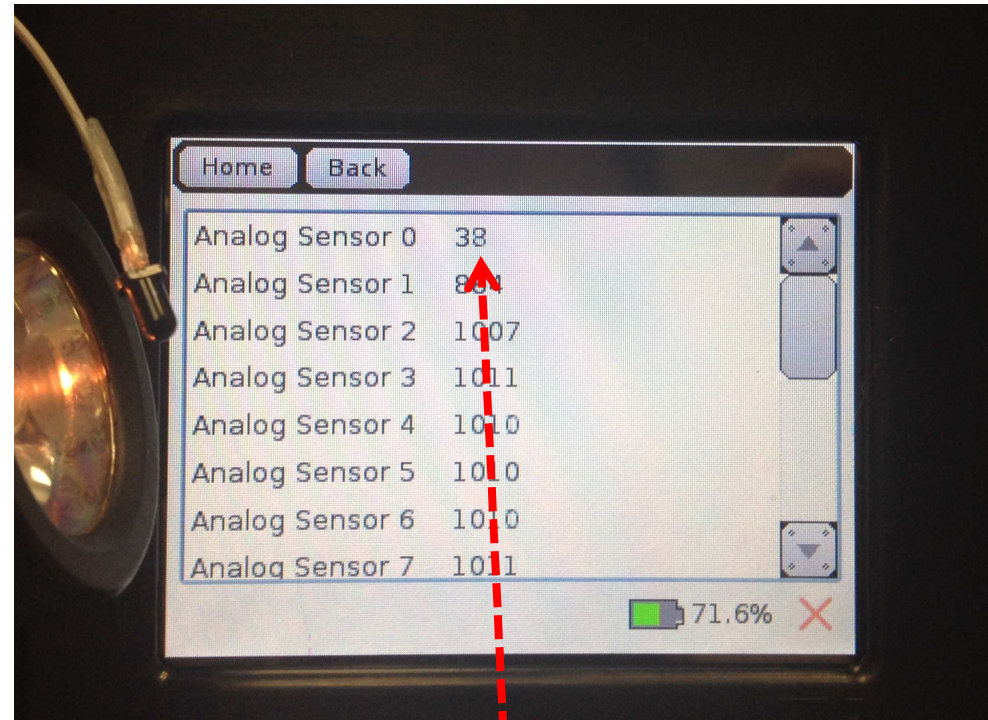 Home Back
Analog Sensor 0 38
Analog Sensor 1
Analog Sensor 2 1007
Analog Sensor 3 1011
Analog Sensor 4 1010
Analog Sensor 5 1010
Analog Sensor 6 1010
Analog Sensor 7 1011
71.6%